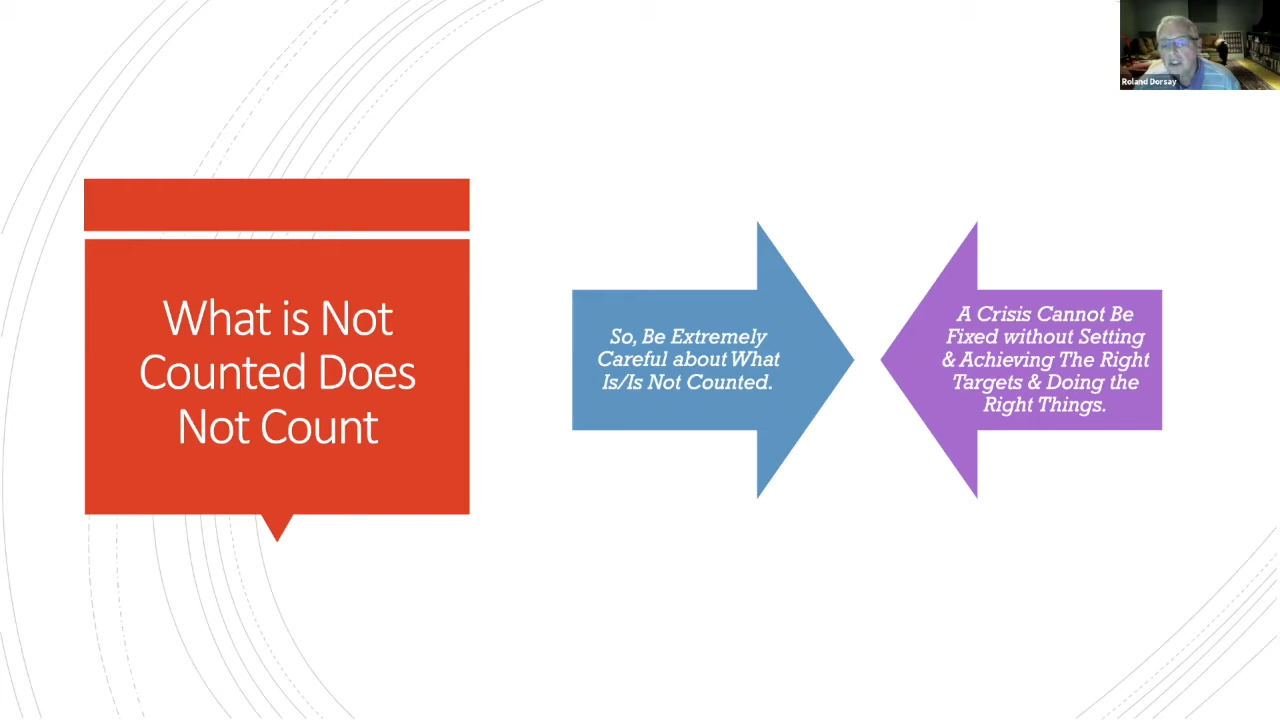 Roland Dorsay
What is Not
Counted Does
Not Count
So, Be Extremely
Careful about What
Is/Is Not Counted.
A Crisis Cannot Be
Fixed without Setting
& Achieving The Right
Targets & Doing the
Right Things.